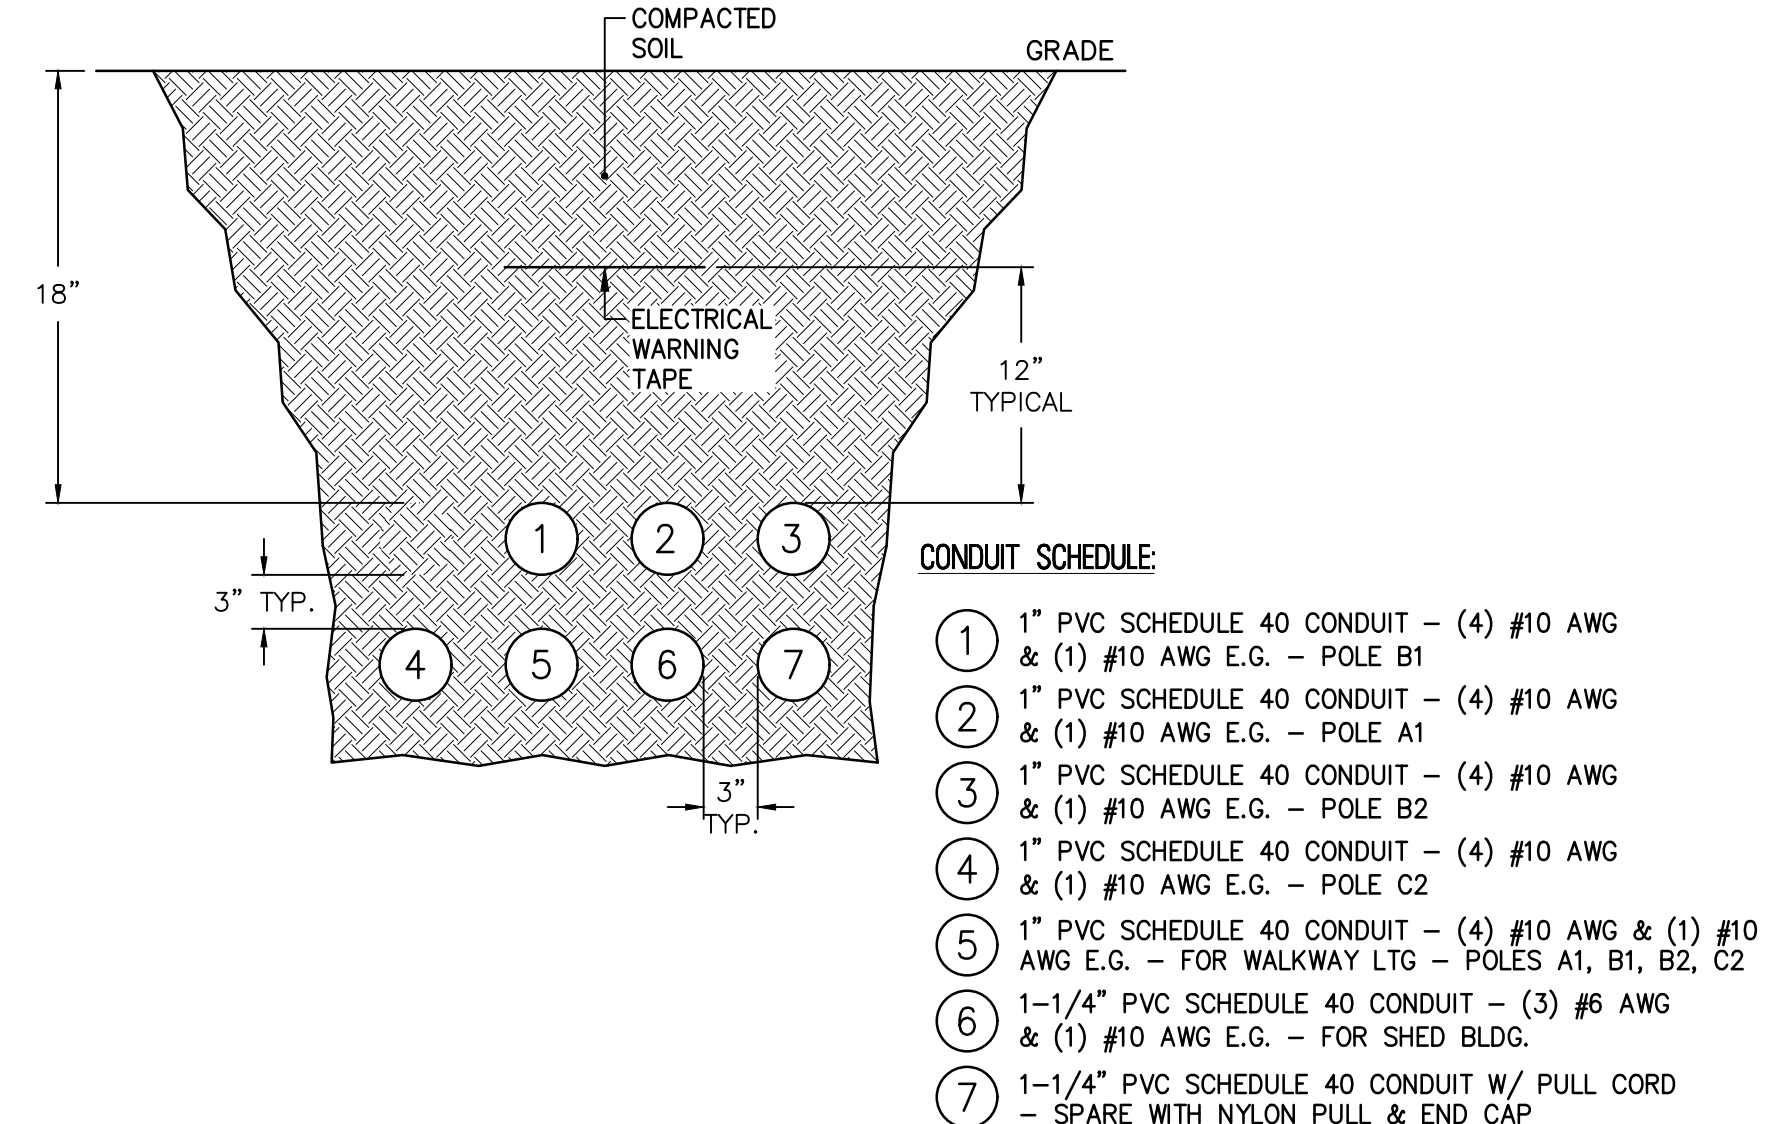 COMPACTED
SOIL
GRADE
18”
ELECTRICAL
WARNING
TAPE
12”
TYPICAL
1 2 3
3” TYP.
4 5 6 7
3”
TYP.
CONDUIT SCHEDULE:
1 1” PVC SCHEDULE 40 CONDUIT – (4) #10 AWG
& (1) #10 AWG E.G. – POLE B1
2 1” PVC SCHEDULE 40 CONDUIT – (4) #10 AWG
& (1) #10 AWG E.G. – POLE A1
3 1” PVC SCHEDULE 40 CONDUIT – (4) #10 AWG
& (1) #10 AWG E.G. – POLE B2
4 1” PVC SCHEDULE 40 CONDUIT – (4) #10 AWG
& (1) #10 AWG E.G. – POLE C2
5 1” PVC SCHEDULE 40 CONDUIT – (4) #10 AWG & (1) #10
AWG E.G. – FOR WALKWAY LTG – POLES A1, B1, B2, C2
6 1–1/4” PVC SCHEDULE 40 CONDUIT – (3) #6 AWG
& (1) #10 AWG E.G. – FOR SHED BLDG.
7 1–1/4” PVC SCHEDULE 40 CONDUIT W/ PULL CORD
– SPARE WITH NYLON PULL & END CAP